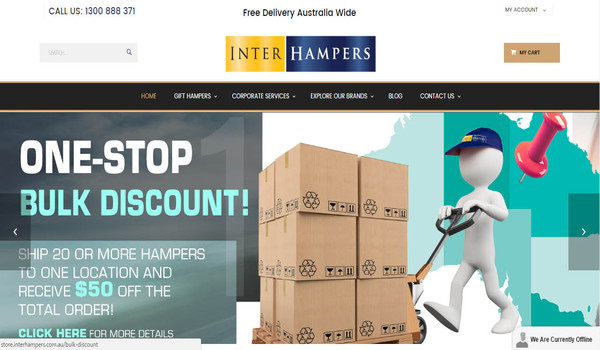 CALL US: 1300 888 371
Free Delivery Australia Wide
MY ACCOUNT
Search...
INTER HAMPERS
MY CART
HOME GIFT HAMPERS CORPORATE SERVICES EXPLORE OUR BRANDS BLOG CONTACT US
ONE-STOP
BULK DISCOUNT!
SHIP 20 OR MORE HAMPERS
TO ONE LOCATION AND
RECEIVE $50 OFF THE
TOTAL ORDER!
CLICK HERE FOR MORE DETAILS
store.interhampers.com.au/bulk-discount
We Are Currently Offline